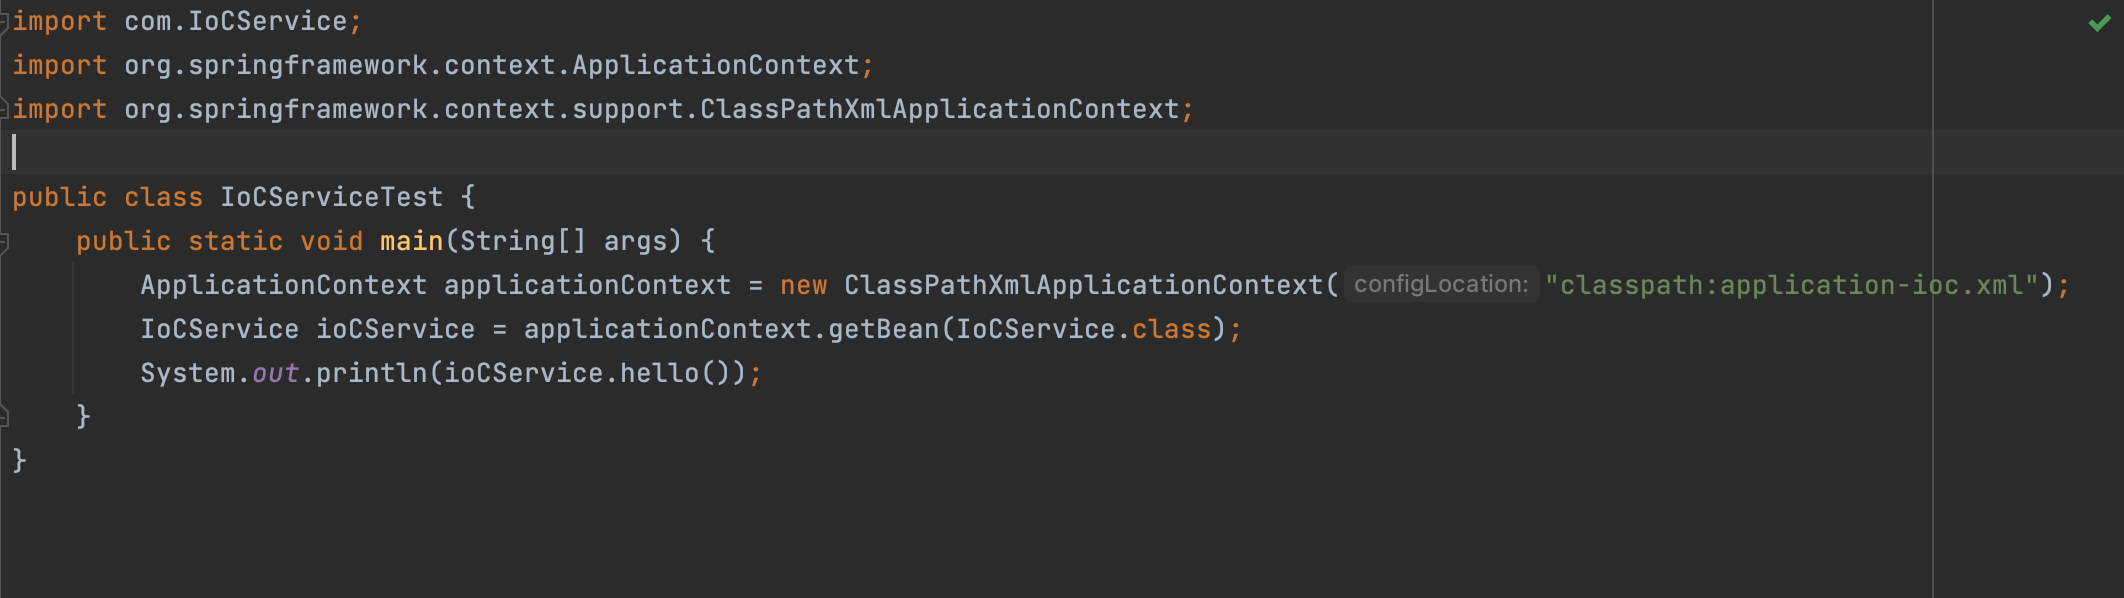 import com.IoCService;
import org.springframework.context.ApplicationContext;
import org.springframework.context.support.ClassPathXmlApplicationContext;
public class IoCServiceTest {
public static void main(String[] args) {
ApplicationContext applicationContext = new ClassPathXmlApplicationContext( configLocation: "classpath:application-ioc.xml");
IoCService ioCService = applicationContext.getBean(IoCService.class);
System.out.println(ioCService.hello());
}
}